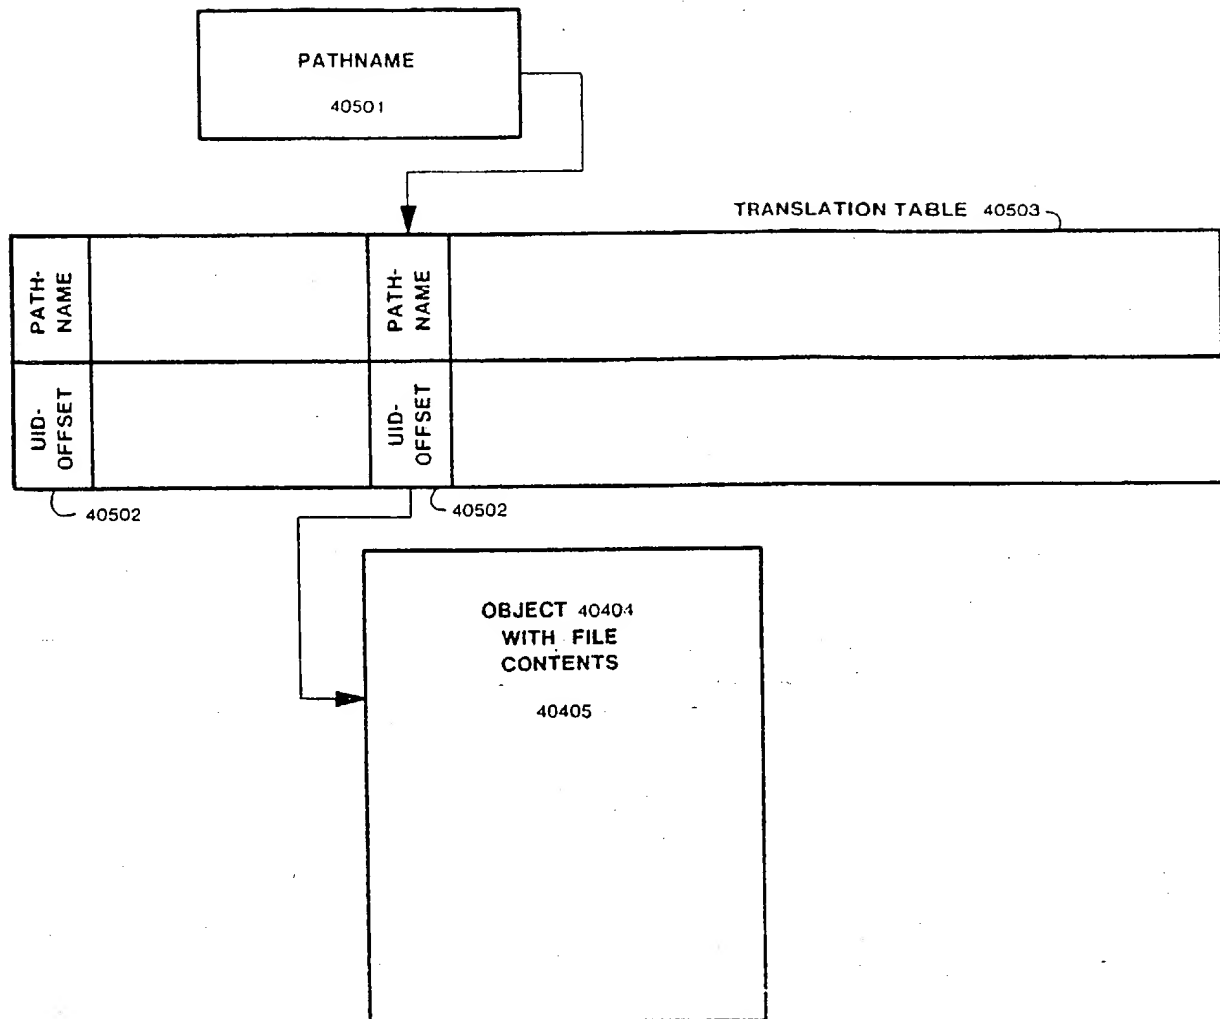 PATHNAME
40501
TRANSLATION TABLE 40503
PATH-
NAME
PATH-
NAME
UID-
OFFSET
UID-
OFFSET
40502
40502
OBJECT 40404
WITH FILE
CONTENTS
40405